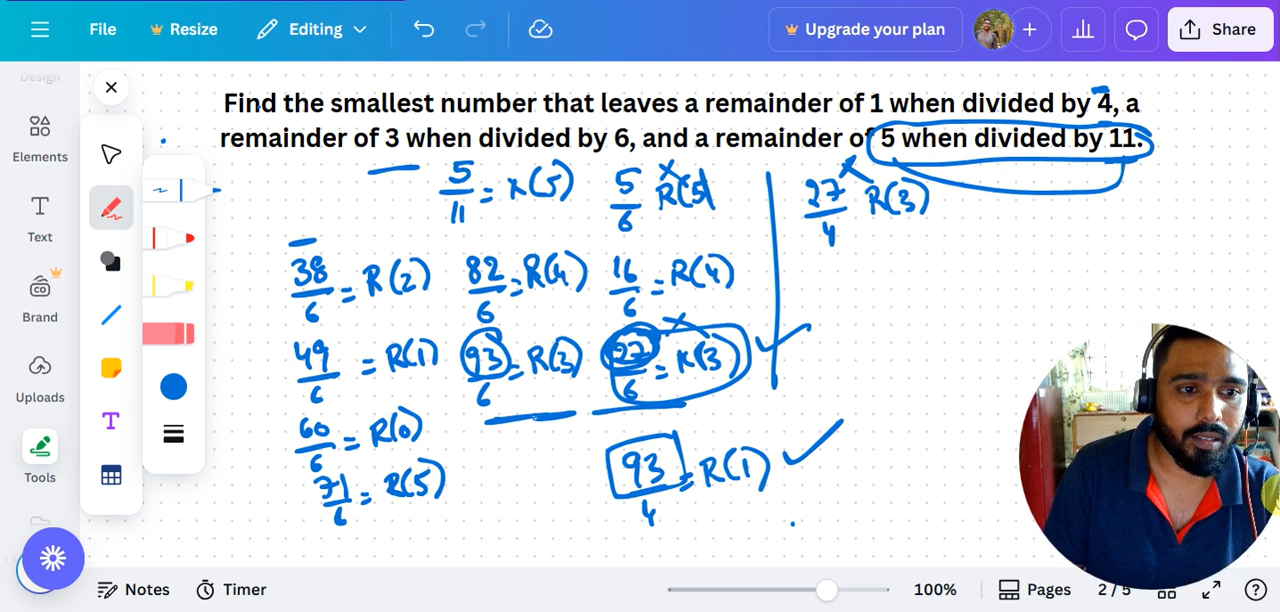 File
Resize
Editing
Upgrade your plan
Share
Design
Elements
Text
Brand
Uploads
Tools
Find the smallest number that leaves a remainder of 1 when divided by 4, a
remainder of 3 when divided by 6, and a remainder of 5 when divided by 11.
5/11 = R(5) 5/6 R(5) 27/4 R(3)
38/6 = R(2) 82/6 = R(4) 16/6 = R(4)
49/6 = R(1) 93/6 = R(3) 27/6 = R(3)
60/6 = R(0)
71/6 = R(5) 93/4 = R(1)
Notes
Timer
100%
Pages
2 / 5